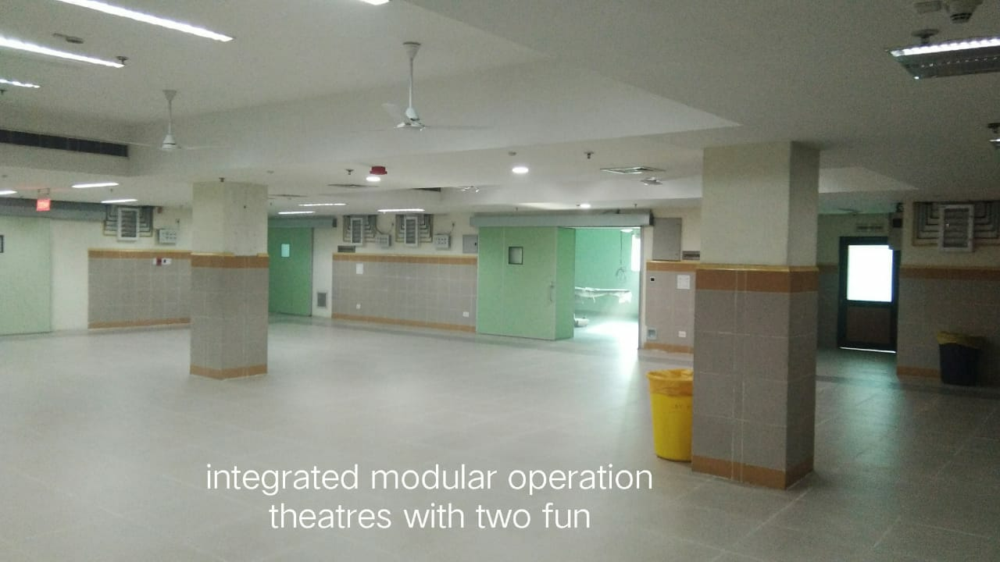 integrated modular operation
theatres with two fun